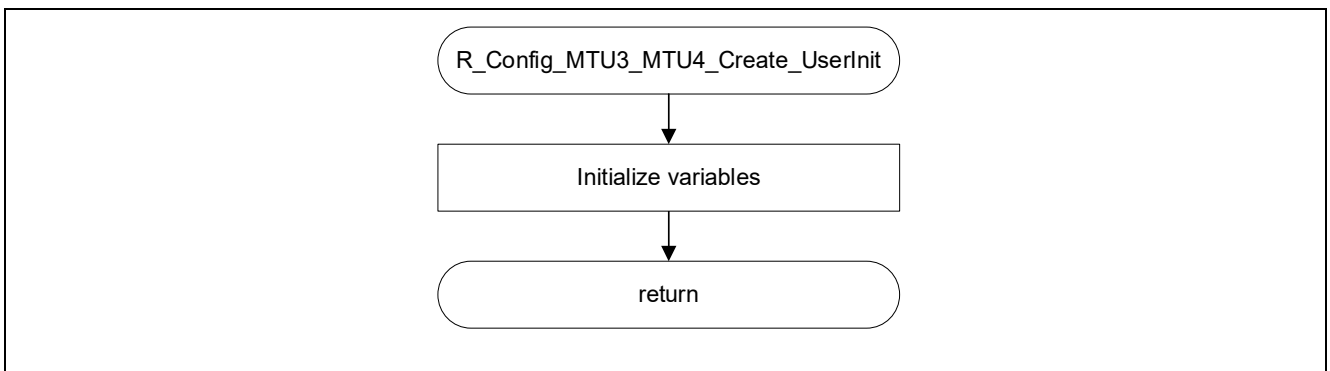 R_Config_MTU3_MTU4_Create_UserInit
Initialize variables
return